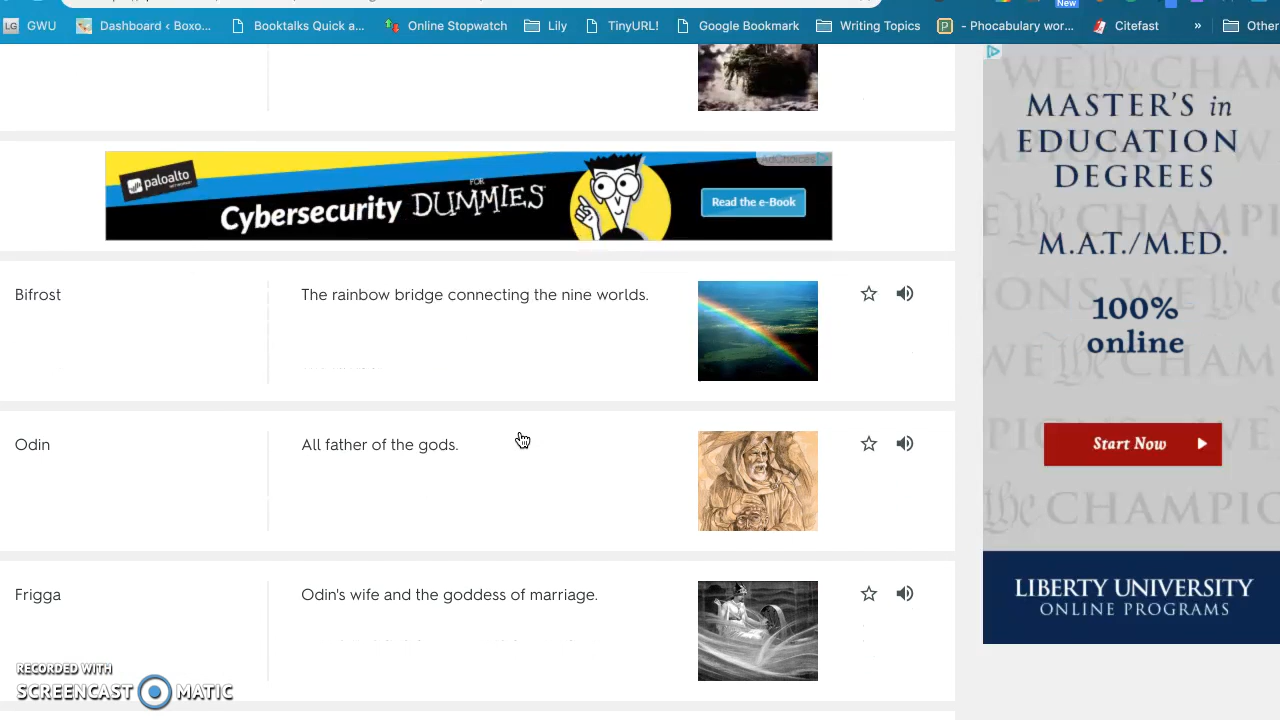 New
LG GWU Dashboard ‹ Boxo... Booktalks Quick a... Online Stopwatch Lily TinyURL! Google Bookmark Writing Topics P - Phocabulary wor... Citefast » Other
AdChoices
paloalto
Cybersecurity FOR DUMMIES
Read the e-Book
Bifrost The rainbow bridge connecting the nine worlds.
Odin All father of the gods.
Frigga Odin's wife and the goddess of marriage.
MASTER'S in
EDUCATION
DEGREES
M.A.T./M.ED.
100%
online
Start Now
LIBERTY UNIVERSITY
ONLINE PROGRAMS
RECORDED WITH
SCREENCAST MATIC